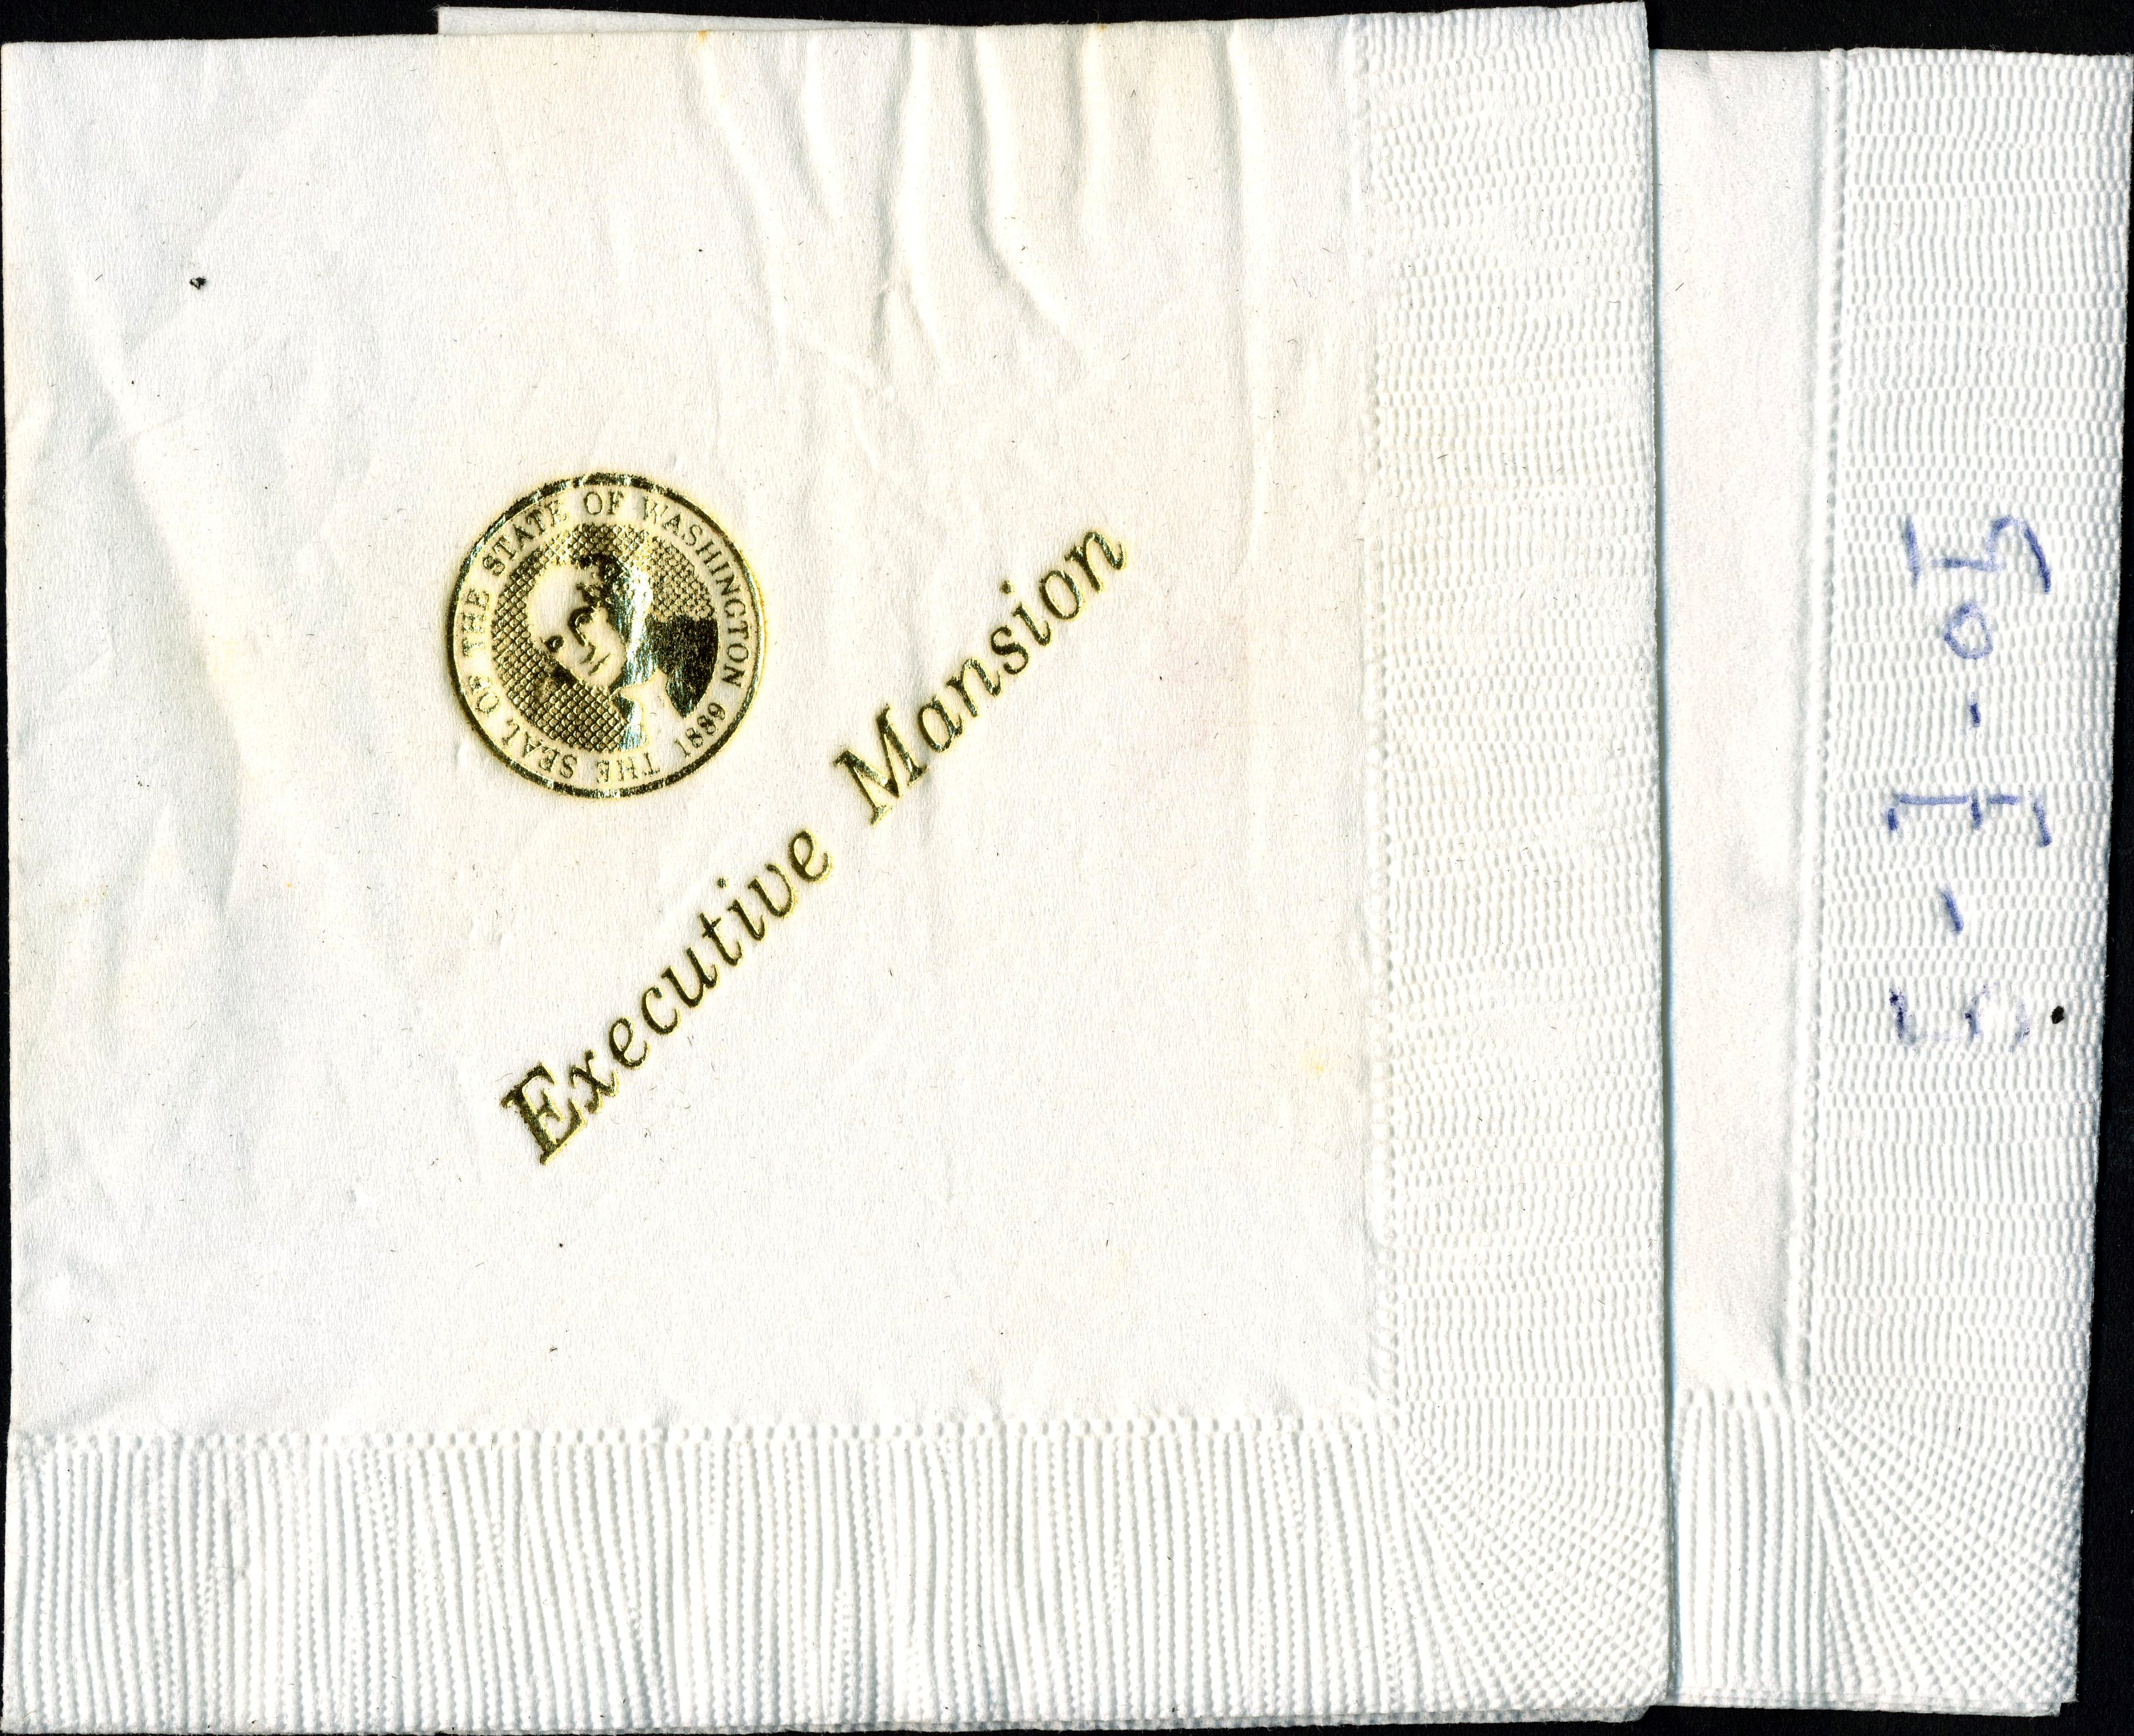 THE SEAL OF THE STATE OF WASHINGTON 1889
Executive Mansion
5-1-05